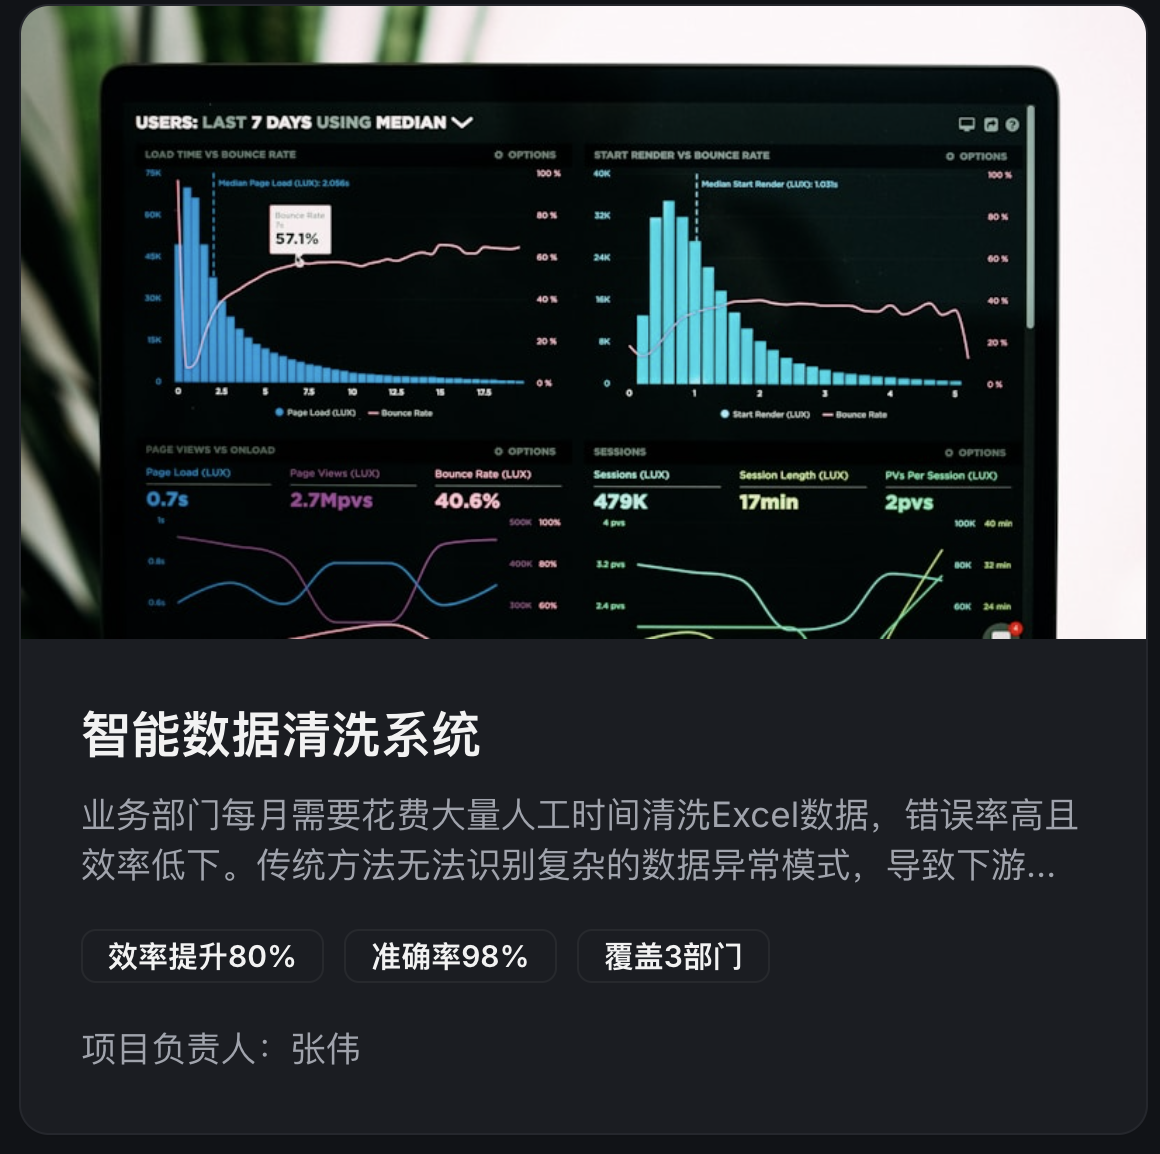 USERS: LAST 7 DAYS USING MEDIAN
LOAD TIME VS BOUNCE RATE
OPTIONS
75K
60K
45K
30K
15K
0
Median Page Load (LUX): 2.056s
Bounce Rate
7s
57.1%
100 %
80 %
60 %
40 %
20 %
0 %
0 2.5 5 7.5 10 12.5 15 17.5
Page Load (LUX) Bounce Rate
START RENDER VS BOUNCE RATE
OPTIONS
40K
32K
24K
16K
8K
0
Median Start Render (LUX): 1.031s
100 %
80 %
60 %
40 %
20 %
0 %
0 1 2 3 4 5
Start Render (LUX) Bounce Rate
PAGE VIEWS VS ONLOAD
OPTIONS
Page Load (LUX)
0.7s
Page Views (LUX)
2.7Mpvs
Bounce Rate (LUX)
40.6%
1s
0.8s
0.6s
500K 100%
400K 80%
300K 60%
SESSIONS
OPTIONS
Sessions (LUX)
479K
Session Length (LUX)
17min
PVs Per Session (LUX)
2pvs
4 pvs
3.2 pvs
2.4 pvs
100K 40 min
80K 32 min
60K 24 min
4
智能数据清洗系统
业务部门每月需要花费大量人工时间清洗Excel数据，错误率高且
效率低下。传统方法无法识别复杂的数据异常模式，导致下游...
效率提升80%
准确率98%
覆盖3部门
项目负责人：张伟